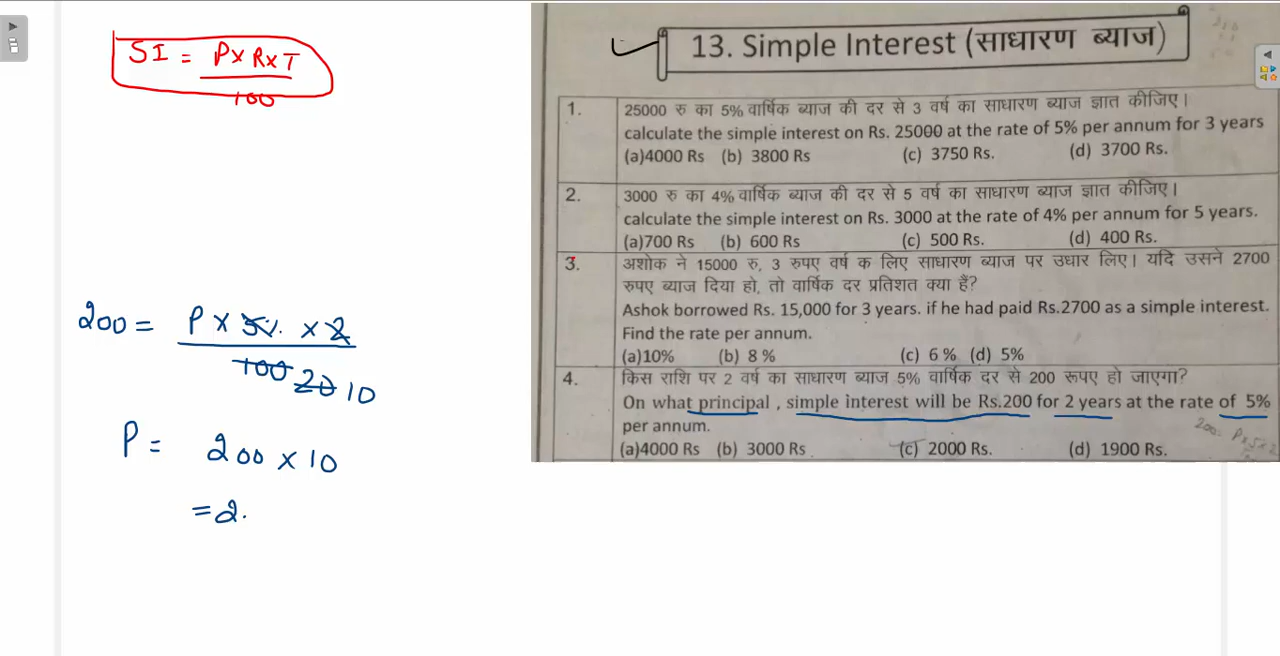 SI = P x R x T
100
200 = P x 5% x 2
100 20 10
P = 200 x 10
= 2.
13. Simple Interest (साधारण ब्याज)
1. 25000 रु का 5% वार्षिक ब्याज की दर से 3 वर्ष का साधारण ब्याज ज्ञात कीजिए।
calculate the simple interest on Rs. 25000 at the rate of 5% per annum for 3 years
(a)4000 Rs (b) 3800 Rs (c) 3750 Rs. (d) 3700 Rs.
2. 3000 रु का 4% वार्षिक ब्याज की दर से 5 वर्ष का साधारण ब्याज ज्ञात कीजिए।
calculate the simple interest on Rs. 3000 at the rate of 4% per annum for 5 years.
(a)700 Rs (b) 600 Rs (c) 500 Rs. (d) 400 Rs.
3. अशोक ने 15000 रु, 3 रुपए वर्ष क लिए साधारण ब्याज पर उधार लिए। यदि उसने 2700
रुपए ब्याज दिया हो, तो वार्षिक दर प्रतिशत क्या हैं?
Ashok borrowed Rs. 15,000 for 3 years. if he had paid Rs.2700 as a simple interest.
Find the rate per annum.
(a)10% (b) 8 % (c) 6 % (d) 5%
4. किस राशि पर 2 वर्ष का साधारण ब्याज 5% वार्षिक दर से 200 रूपए हो जाएगा?
On what principal , simple interest will be Rs.200 for 2 years at the rate of 5%
per annum.
200= P x 5 x 2
(a)4000 Rs (b) 3000 Rs (c) 2000 Rs. (d) 1900 Rs.